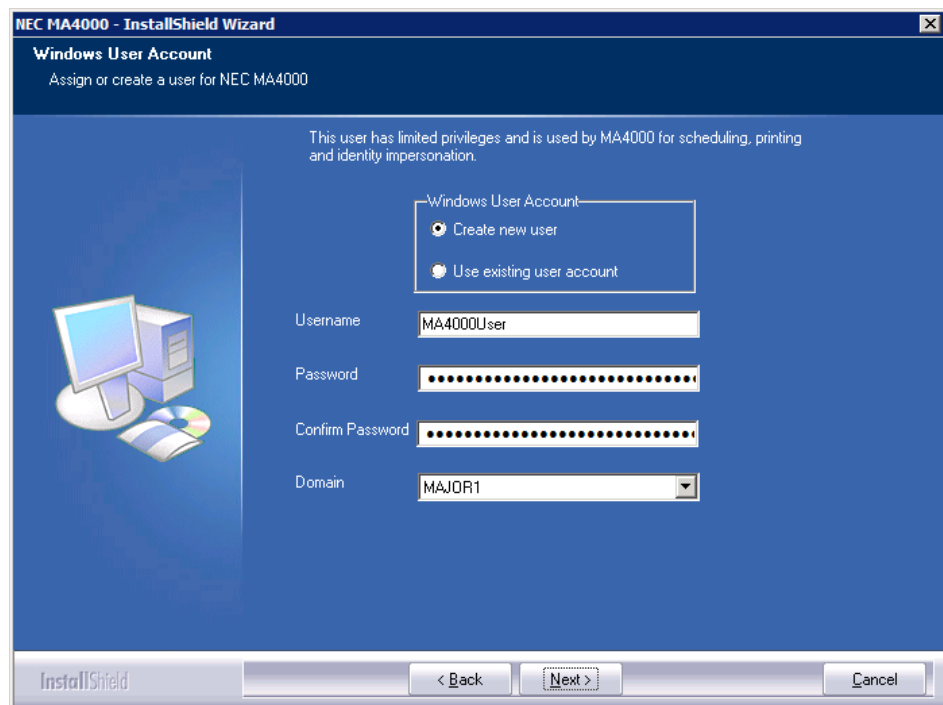 NEC MA4000 - InstallShield Wizard
Windows User Account
Assign or create a user for NEC MA4000
This user has limited privileges and is used by MA4000 for scheduling, printing
and identity impersonation.
Windows User Account
Create new user
Use existing user account
Username
MA4000User
Password
••••••••••••••••••••••••••••••
Confirm Password
••••••••••••••••••••••••••••••
Domain
MAJOR1
InstallShield
< Back
Next >
Cancel